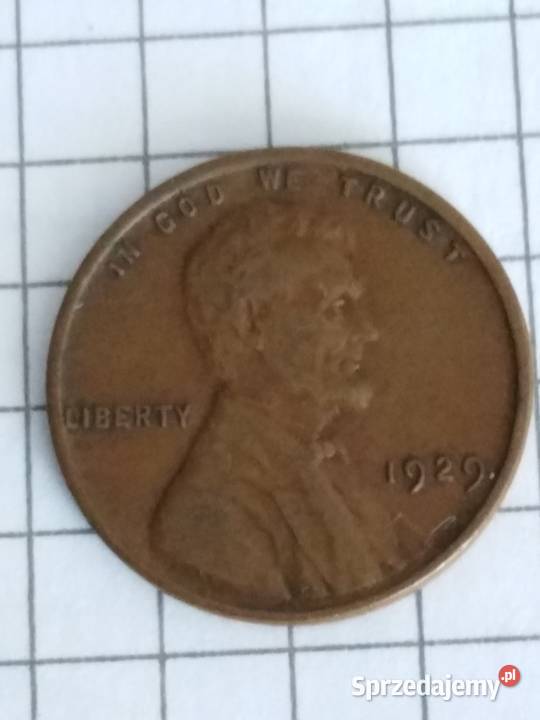 IN GOD WE TRUST
LIBERTY
1929
Sprzedajemy.pl